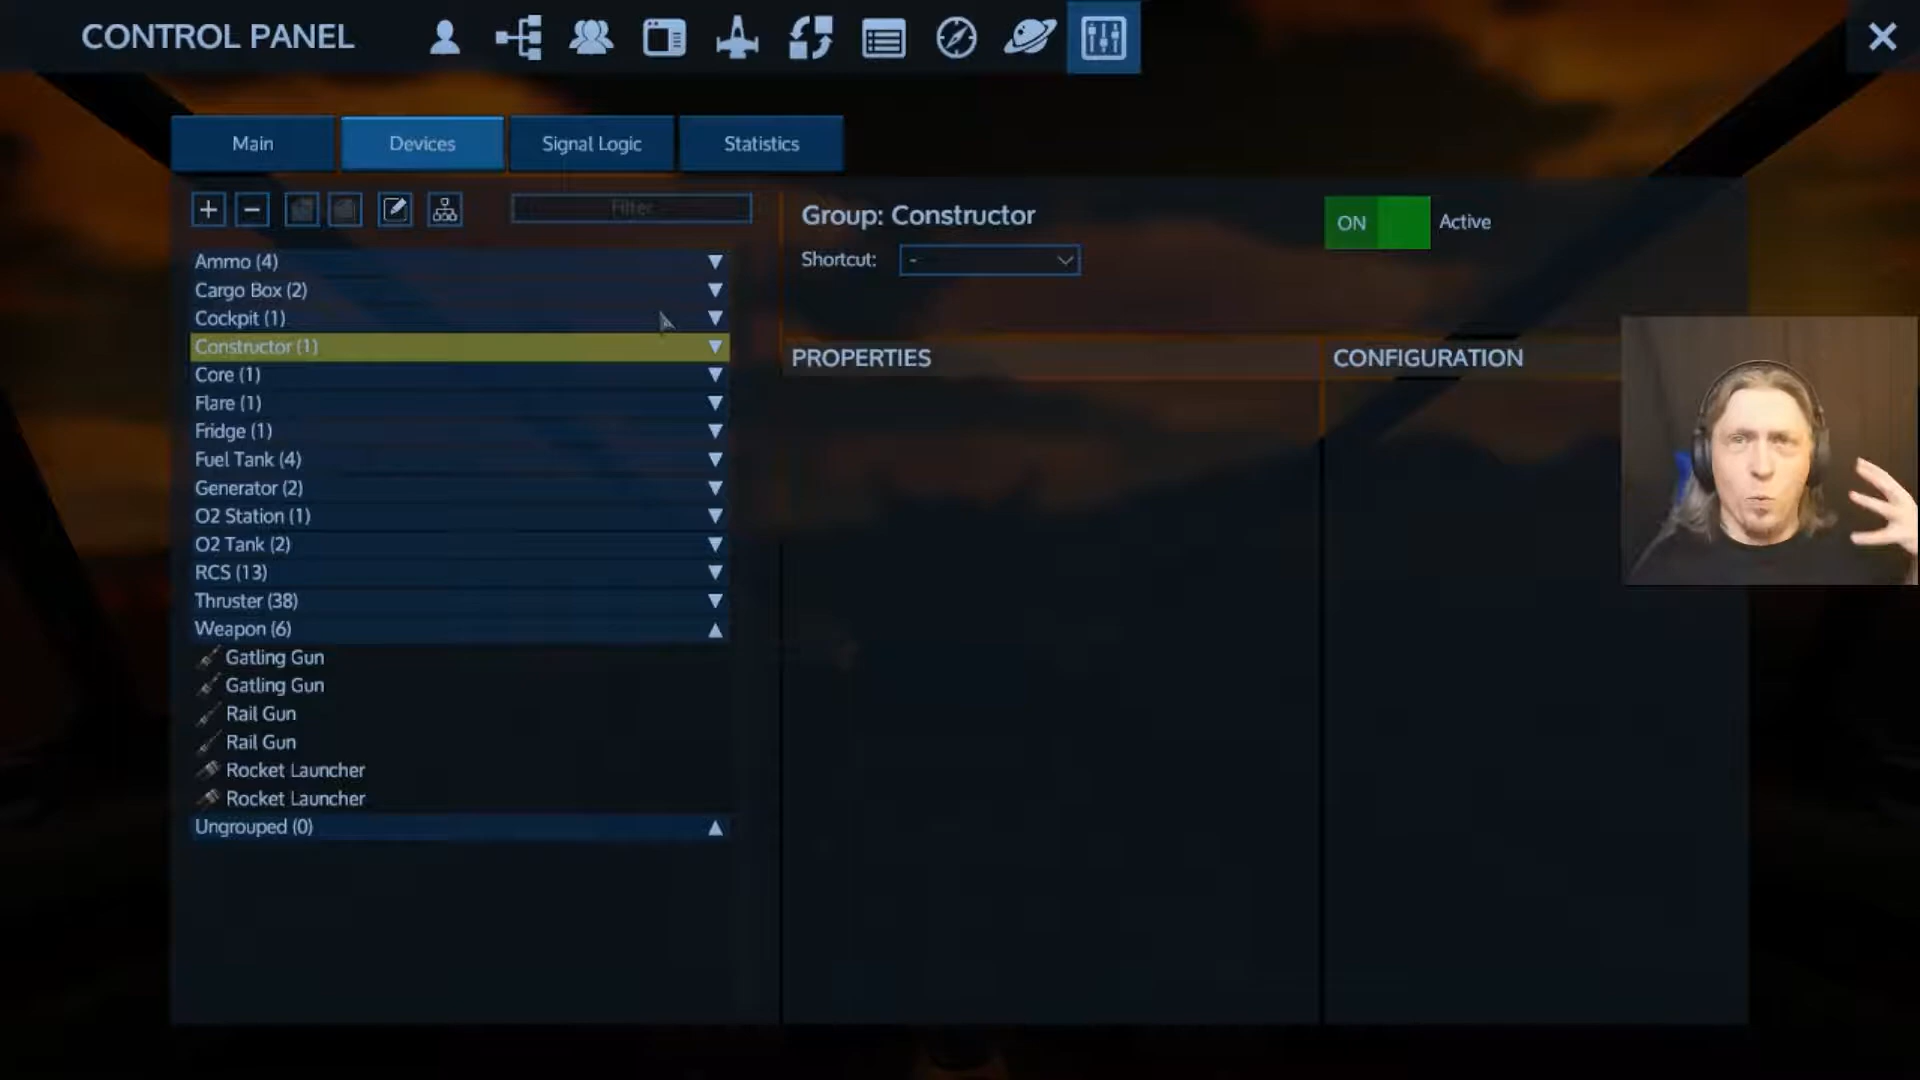 CONTROL PANEL
Main
Devices
Signal Logic
Statistics
Filter...
Ammo (4)
Cargo Box (2)
Cockpit (1)
Constructor (1)
Core (1)
Flare (1)
Fridge (1)
Fuel Tank (4)
Generator (2)
O2 Station (1)
O2 Tank (2)
RCS (13)
Thruster (38)
Weapon (6)
Gatling Gun
Gatling Gun
Rail Gun
Rail Gun
Rocket Launcher
Rocket Launcher
Ungrouped (0)
Group: Constructor
ON Active
Shortcut: -
PROPERTIES
CONFIGURATION